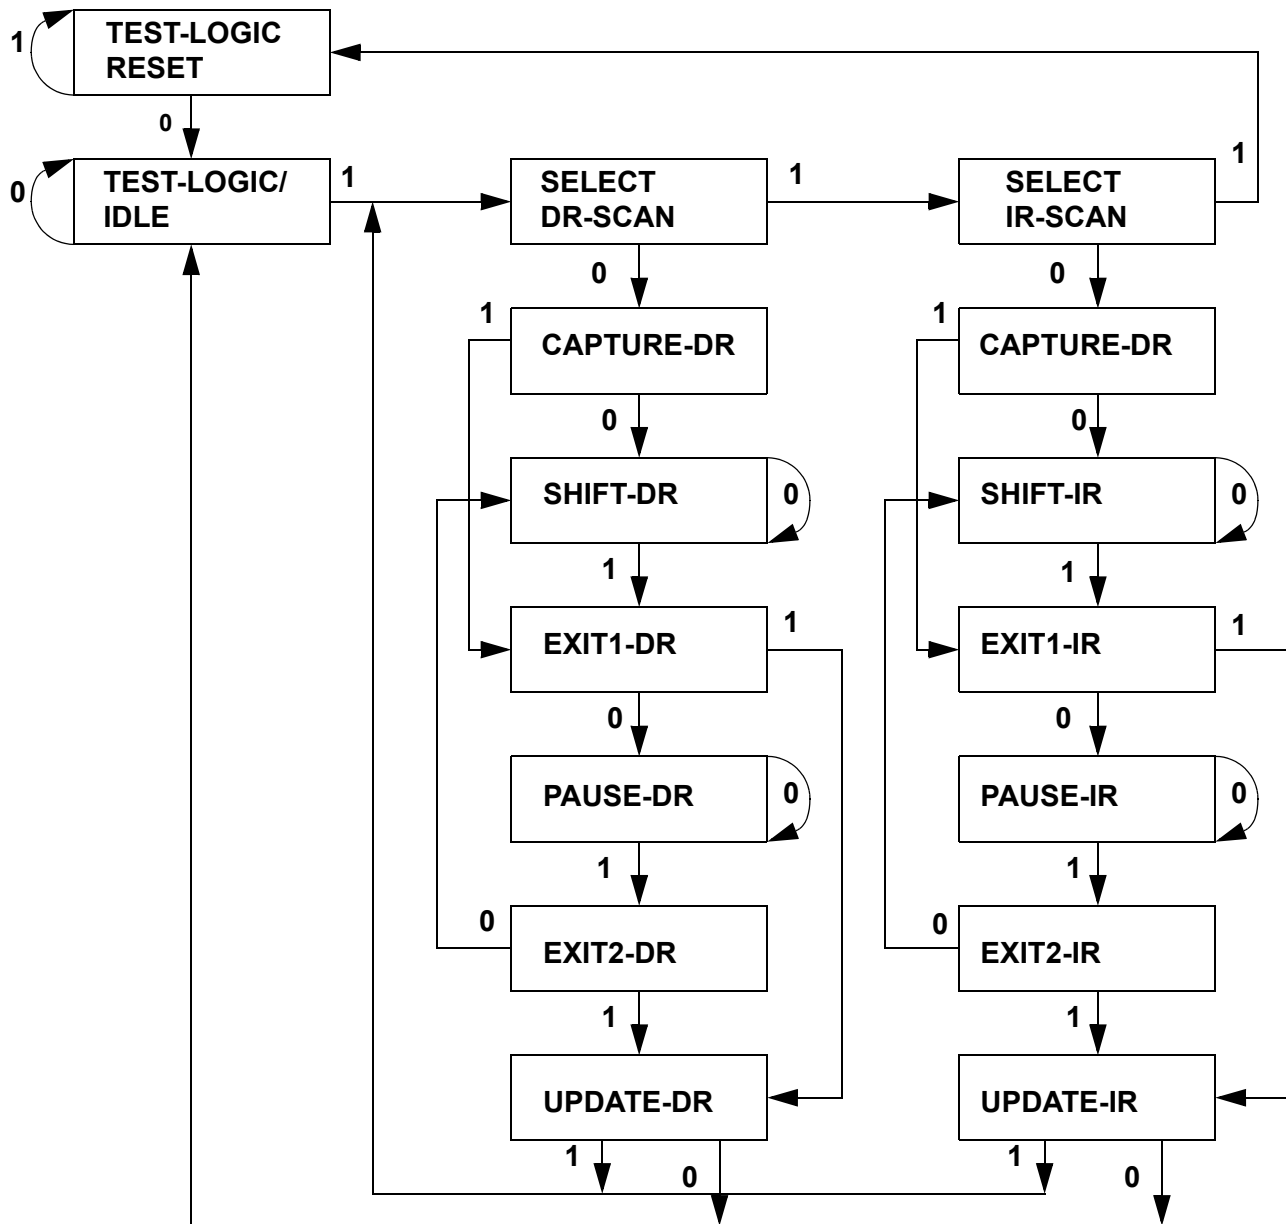 1
TEST-LOGIC
RESET
0
0
TEST-LOGIC/
IDLE
1
SELECT
DR-SCAN
1
SELECT
IR-SCAN
1
0
0
1
CAPTURE-DR
1
CAPTURE-DR
0
0
SHIFT-DR
0
SHIFT-IR
0
1
1
EXIT1-DR
1
EXIT1-IR
1
0
0
PAUSE-DR
0
PAUSE-IR
0
1
1
0
EXIT2-DR
0
EXIT2-IR
1
1
UPDATE-DR
UPDATE-IR
1
0
1
0